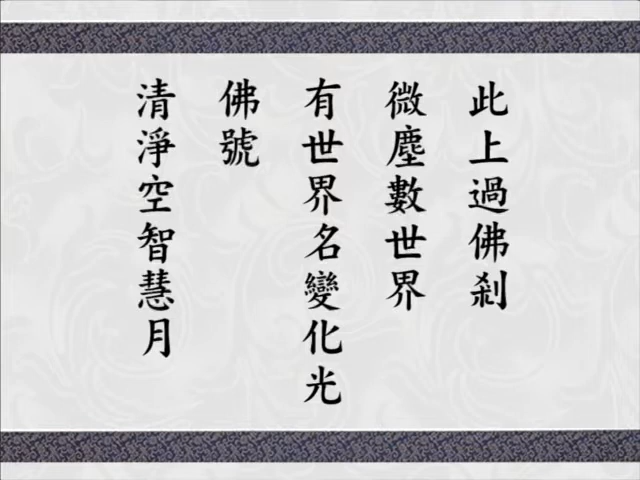 此上過佛剎
微塵數世界
有世界名變化光
佛號
清淨空智慧月